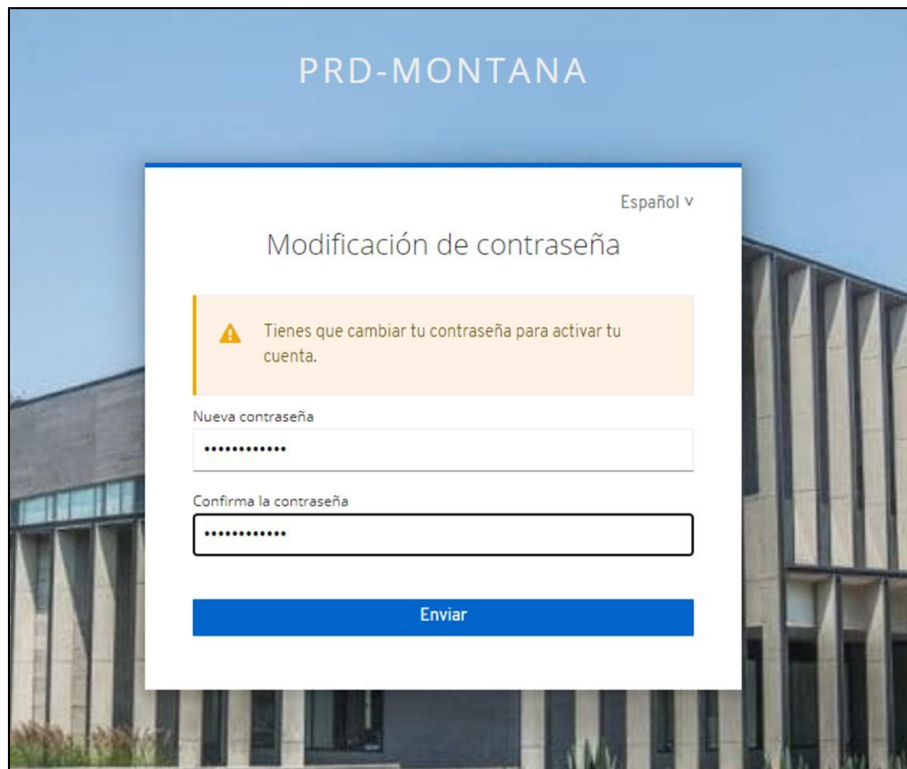 PRD-MONTANA
Español
Modificación de contraseña
Tienes que cambiar tu contraseña para activar tu
cuenta.
Nueva contraseña
••••••••••••
Confirma la contraseña
••••••••••••
Enviar